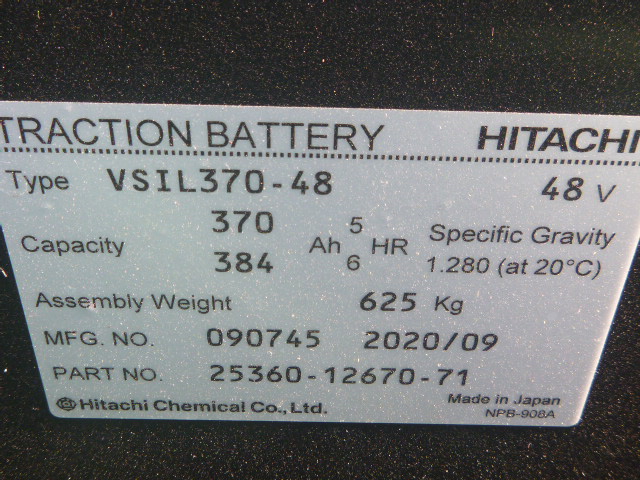 TRACTION BATTERY HITACHI
Type VSIL370-48 48 V
Capacity 370 Ah 5 HR Specific Gravity
384 6 1.280 (at 20°C)
Assembly Weight 625 Kg
MFG. NO. 090745 2020/09
PART NO. 25360-12670-71
Hitachi Chemical Co., Ltd. Made in Japan
NPB-908A